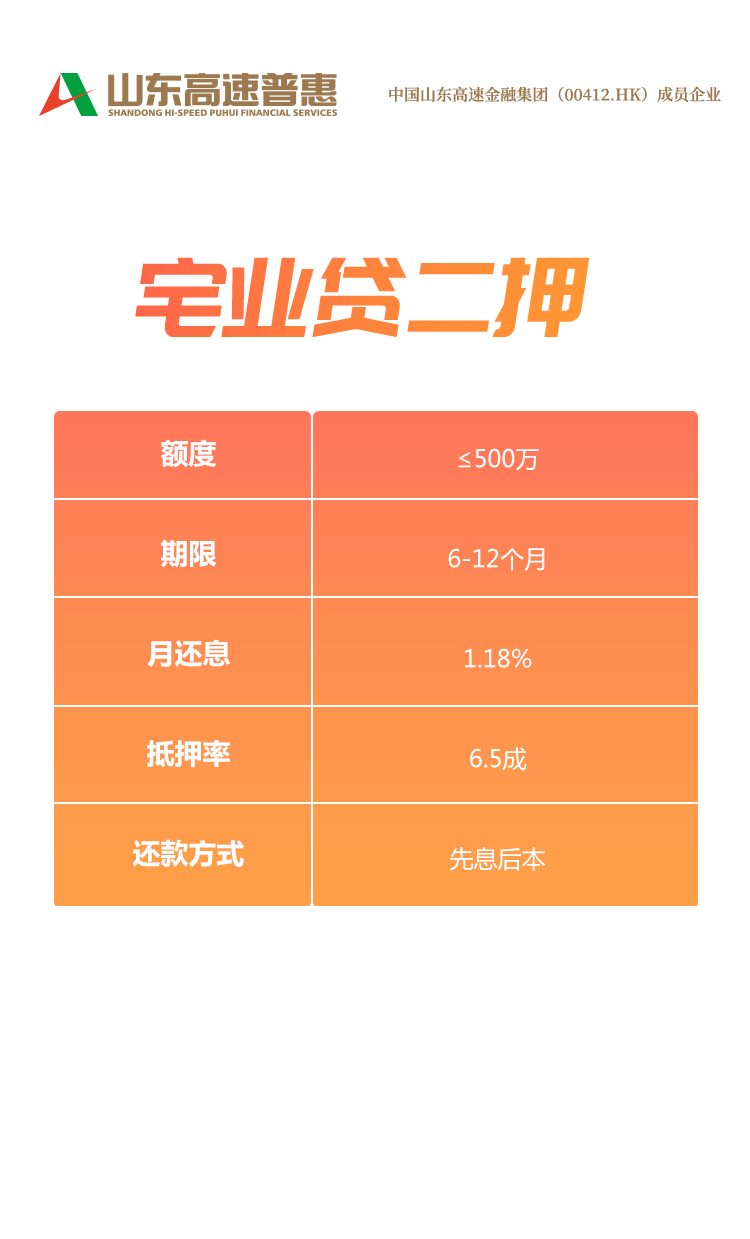 山东高速普惠
SHANDONG HI-SPEED PUHUI FINANCIAL SERVICES
中国山东高速金融集团（00412.HK）成员企业
宅业贷二押
额度 ≤500万
期限 6-12个月
月还息 1.18%
抵押率 6.5成
还款方式 先息后本